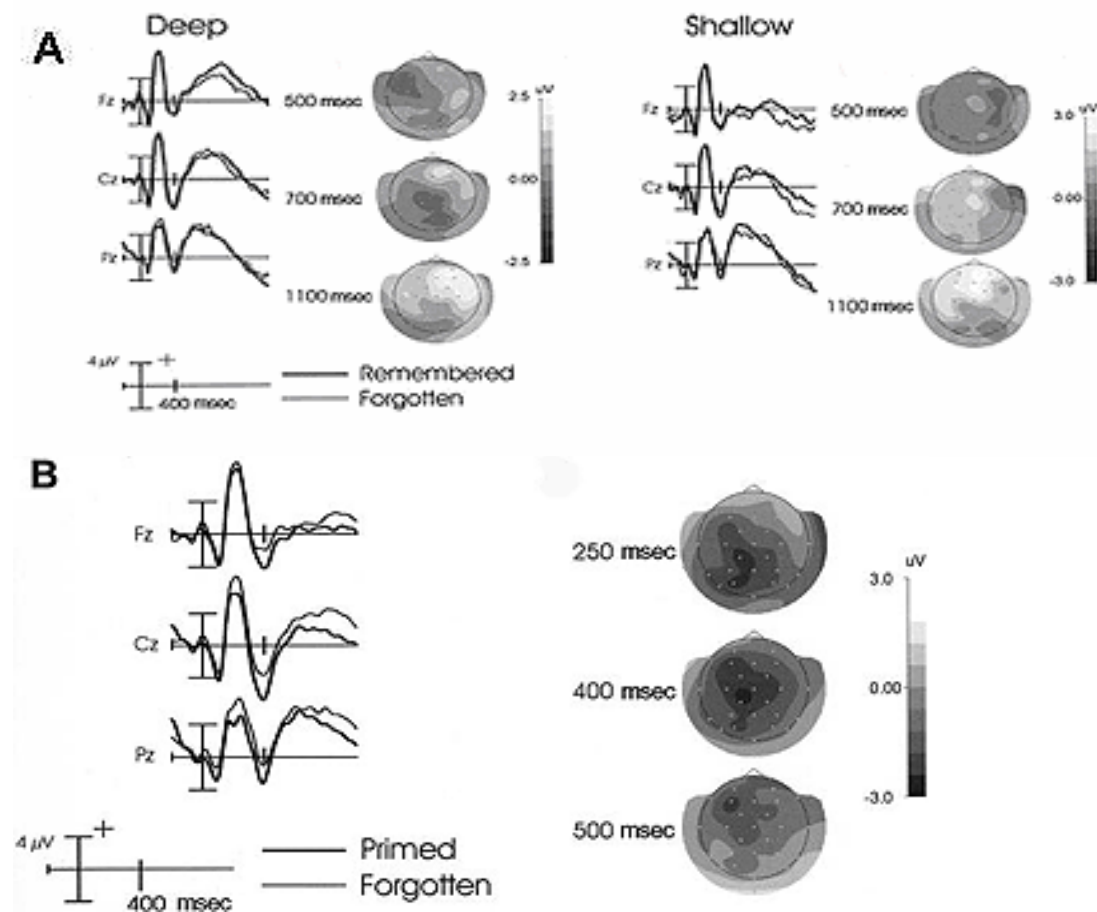 A
Deep
Shallow
Fz
Cz
Pz
500 msec
700 msec
1100 msec
uV
2.5
0.00
-2.5
Fz
Cz
Pz
500 msec
700 msec
1100 msec
uV
3.0
0.00
-3.0
4 µV
+
400 msec
Remembered
Forgotten
B
Fz
Cz
Pz
250 msec
400 msec
500 msec
uV
3.0
0.00
-3.0
4 µV
+
400 msec
Primed
Forgotten